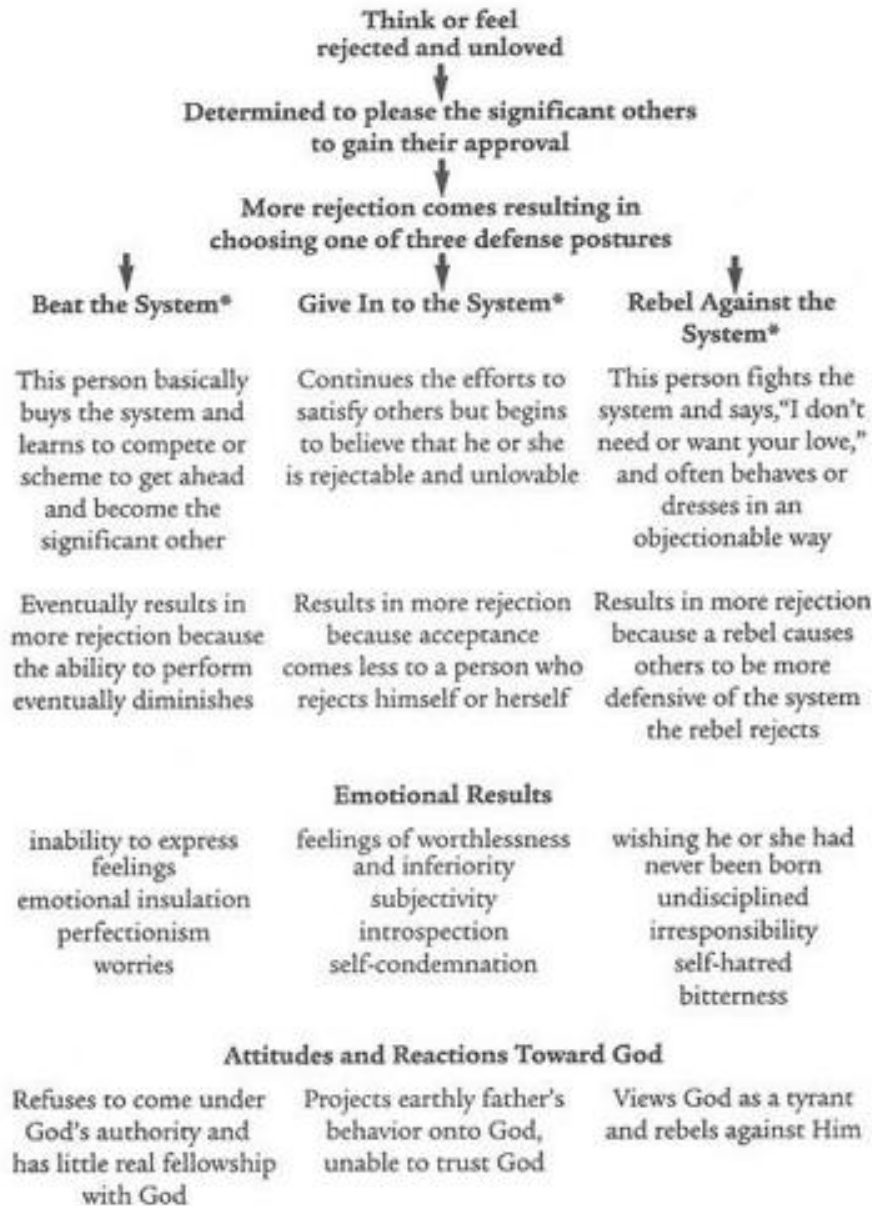 Think or feel
rejected and unloved
Determined to please the significant others
to gain their approval
More rejection comes resulting in
choosing one of three defense postures
Beat the System*
This person basically
buys the system and
learns to compete or
scheme to get ahead
and become the
significant other
Eventually results in
more rejection because
the ability to perform
eventually diminishes
Give In to the System*
Continues the efforts to
satisfy others but begins
to believe that he or she
is rejectable and unlovable
Results in more rejection
because acceptance
comes less to a person who
rejects himself or herself
Rebel Against the
System*
This person fights the
system and says, "I don't
need or want your love,"
and often behaves or
dresses in an
objectionable way
Results in more rejection
because a rebel causes
others to be more
defensive of the system
the rebel rejects
Emotional Results
inability to express
feelings
emotional insulation
perfectionism
worries
feelings of worthlessness
and inferiority
subjectivity
introspection
self-condemnation
wishing he or she had
never been born
undisciplined
irresponsibility
self-hatred
bitterness
Attitudes and Reactions Toward God
Refuses to come under
God's authority and
has little real fellowship
with God
Projects earthly father's
behavior onto God,
unable to trust God
Views God as a tyrant
and rebels against Him